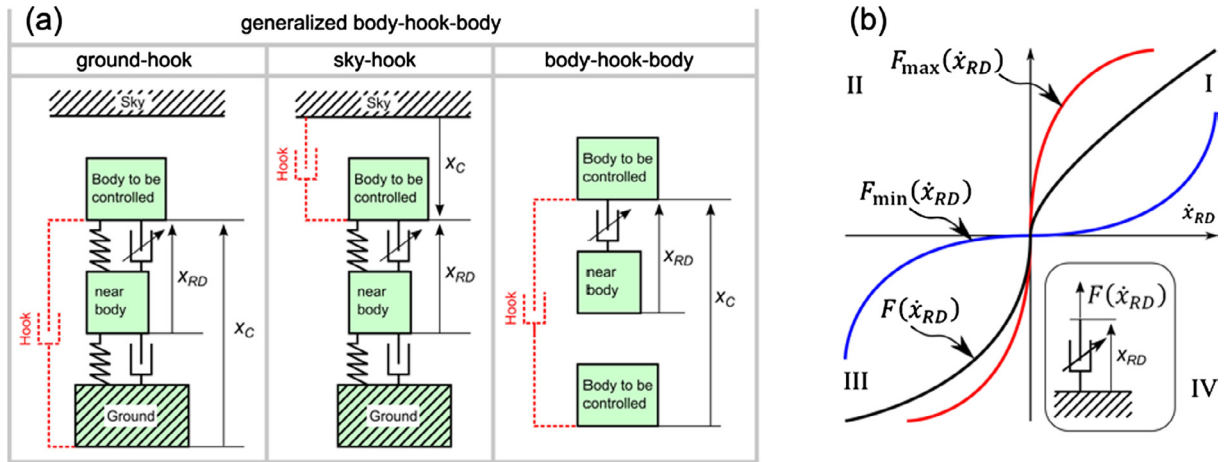 (a)
generalized body-hook-body
ground-hook
sky-hook
body-hook-body
Sky
Hook
Body to be
controlled
near
body
Ground
x_RD
x_C
Sky
Hook
Body to be
controlled
near
body
Ground
x_C
x_RD
Hook
Body to be
controlled
near
body
Body to be
controlled
x_RD
x_C
(b)
II
I
F_max(ẋ_RD)
F_min(ẋ_RD)
ẋ_RD
F(ẋ_RD)
F(ẋ_RD)
x_RD
III
IV